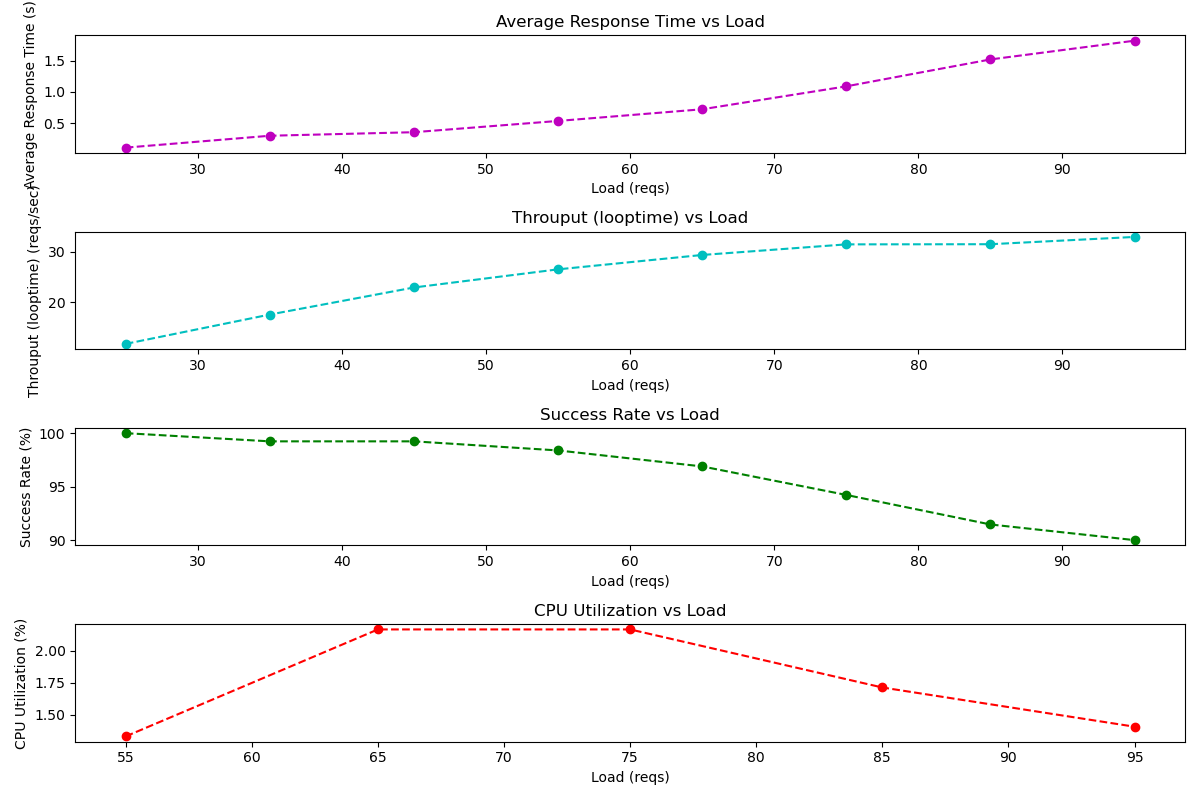 Average Response Time vs Load
Average Response Time (s)
1.5
1.0
0.5
30 40 50 60 70 80 90
Load (reqs)
Throuput (looptime) vs Load
Throuput (looptime) (reqs/sec)
30
20
30 40 50 60 70 80 90
Load (reqs)
Success Rate vs Load
Success Rate (%)
100
95
90
30 40 50 60 70 80 90
Load (reqs)
CPU Utilization vs Load
CPU Utilization (%)
2.00
1.75
1.50
55 60 65 70 75 80 85 90 95
Load (reqs)